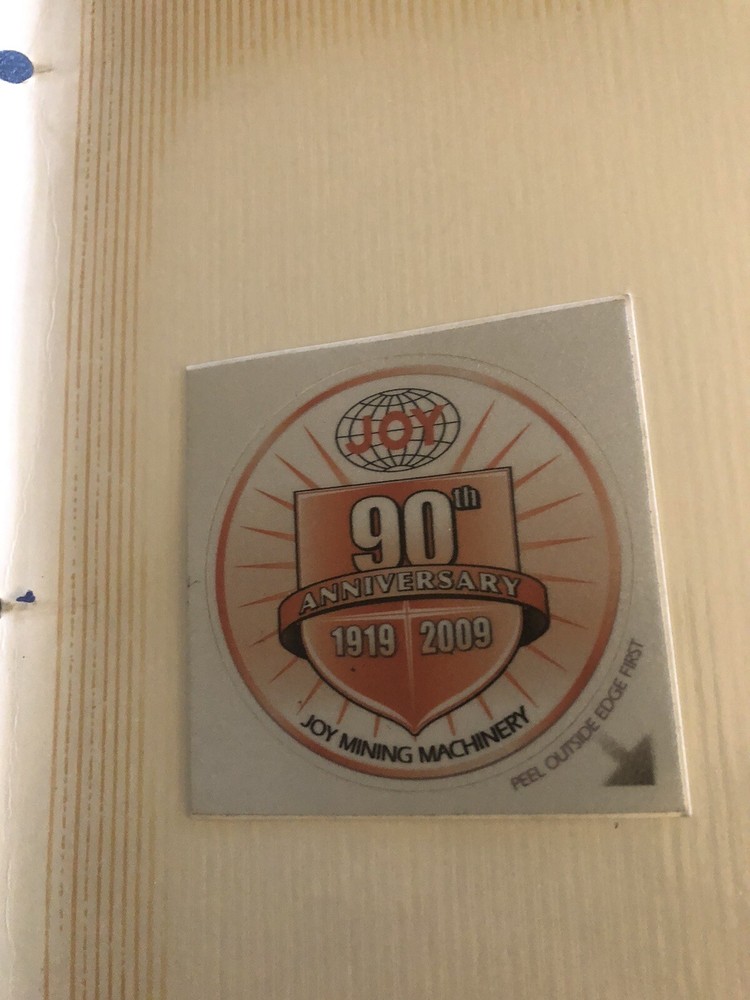 JOY
90th
ANNIVERSARY
1919 2009
JOY MINING MACHINERY
PEEL OUTSIDE EDGE FIRST